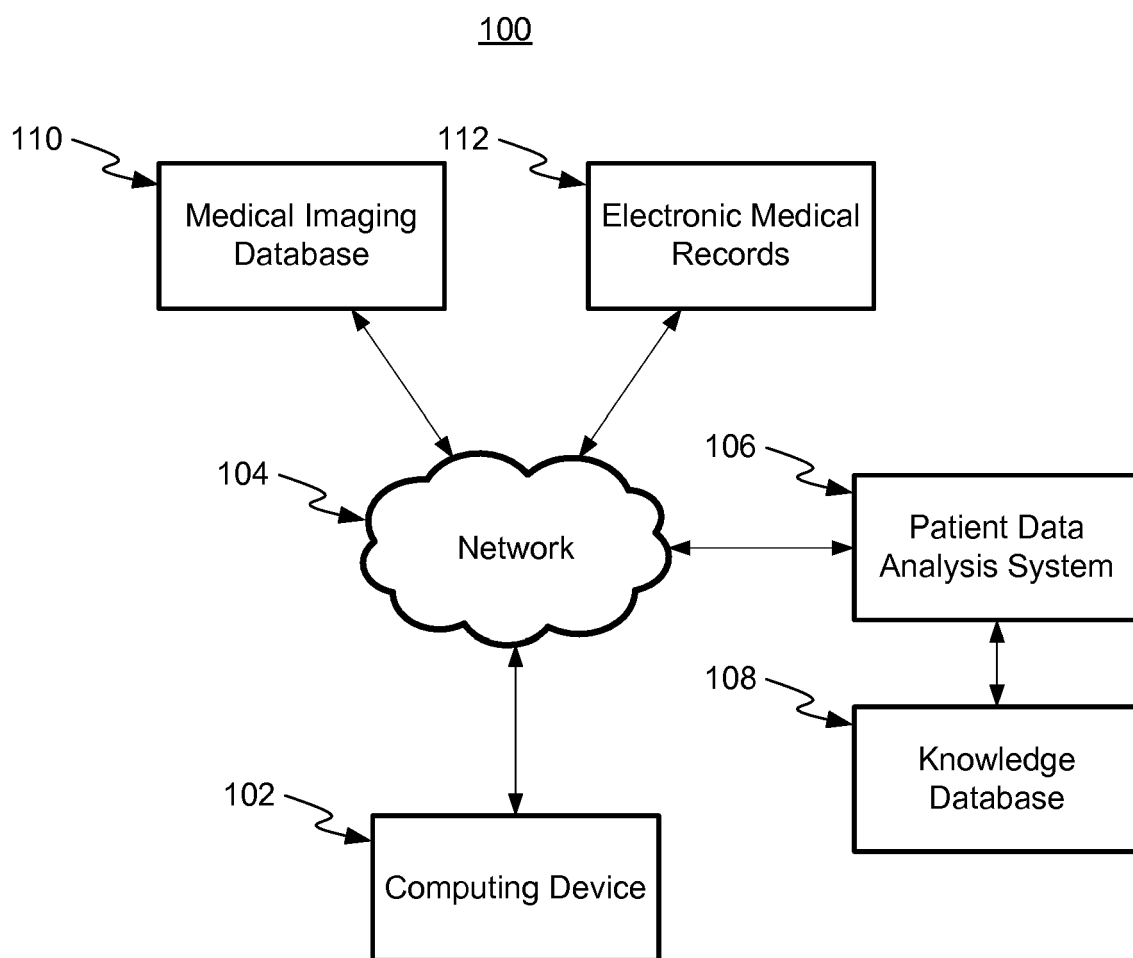 100
110
112
Medical Imaging
Database
Electronic Medical
Records
104
Network
106
Patient Data
Analysis System
108
Knowledge
Database
102
Computing Device